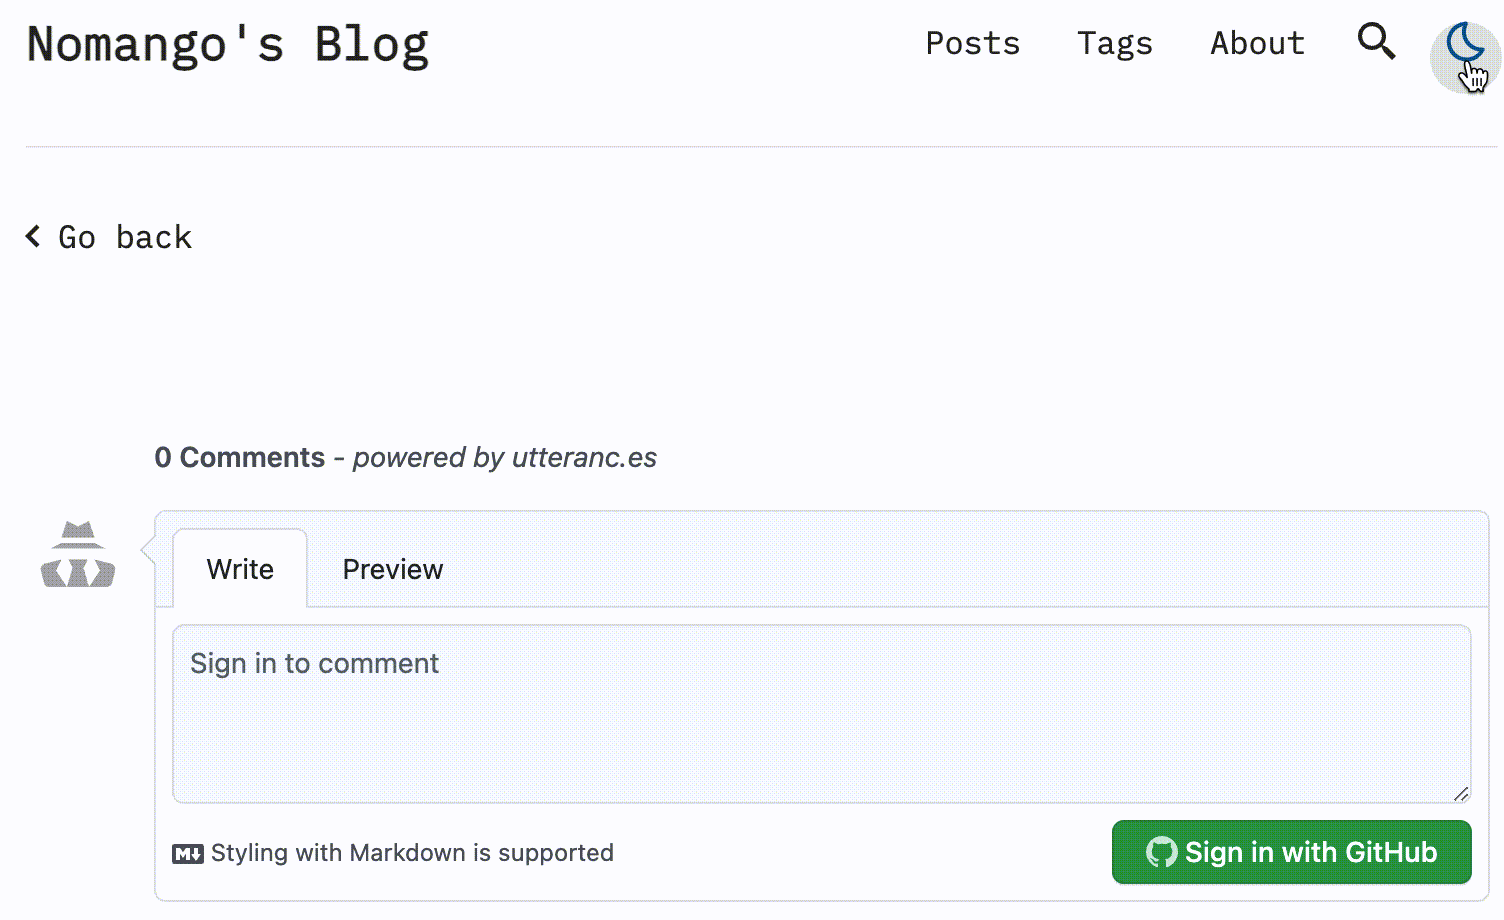 Nomango's Blog
Posts Tags About
Go back
0 Comments - powered by utteranc.es
Write Preview
Sign in to comment
Styling with Markdown is supported
Sign in with GitHub